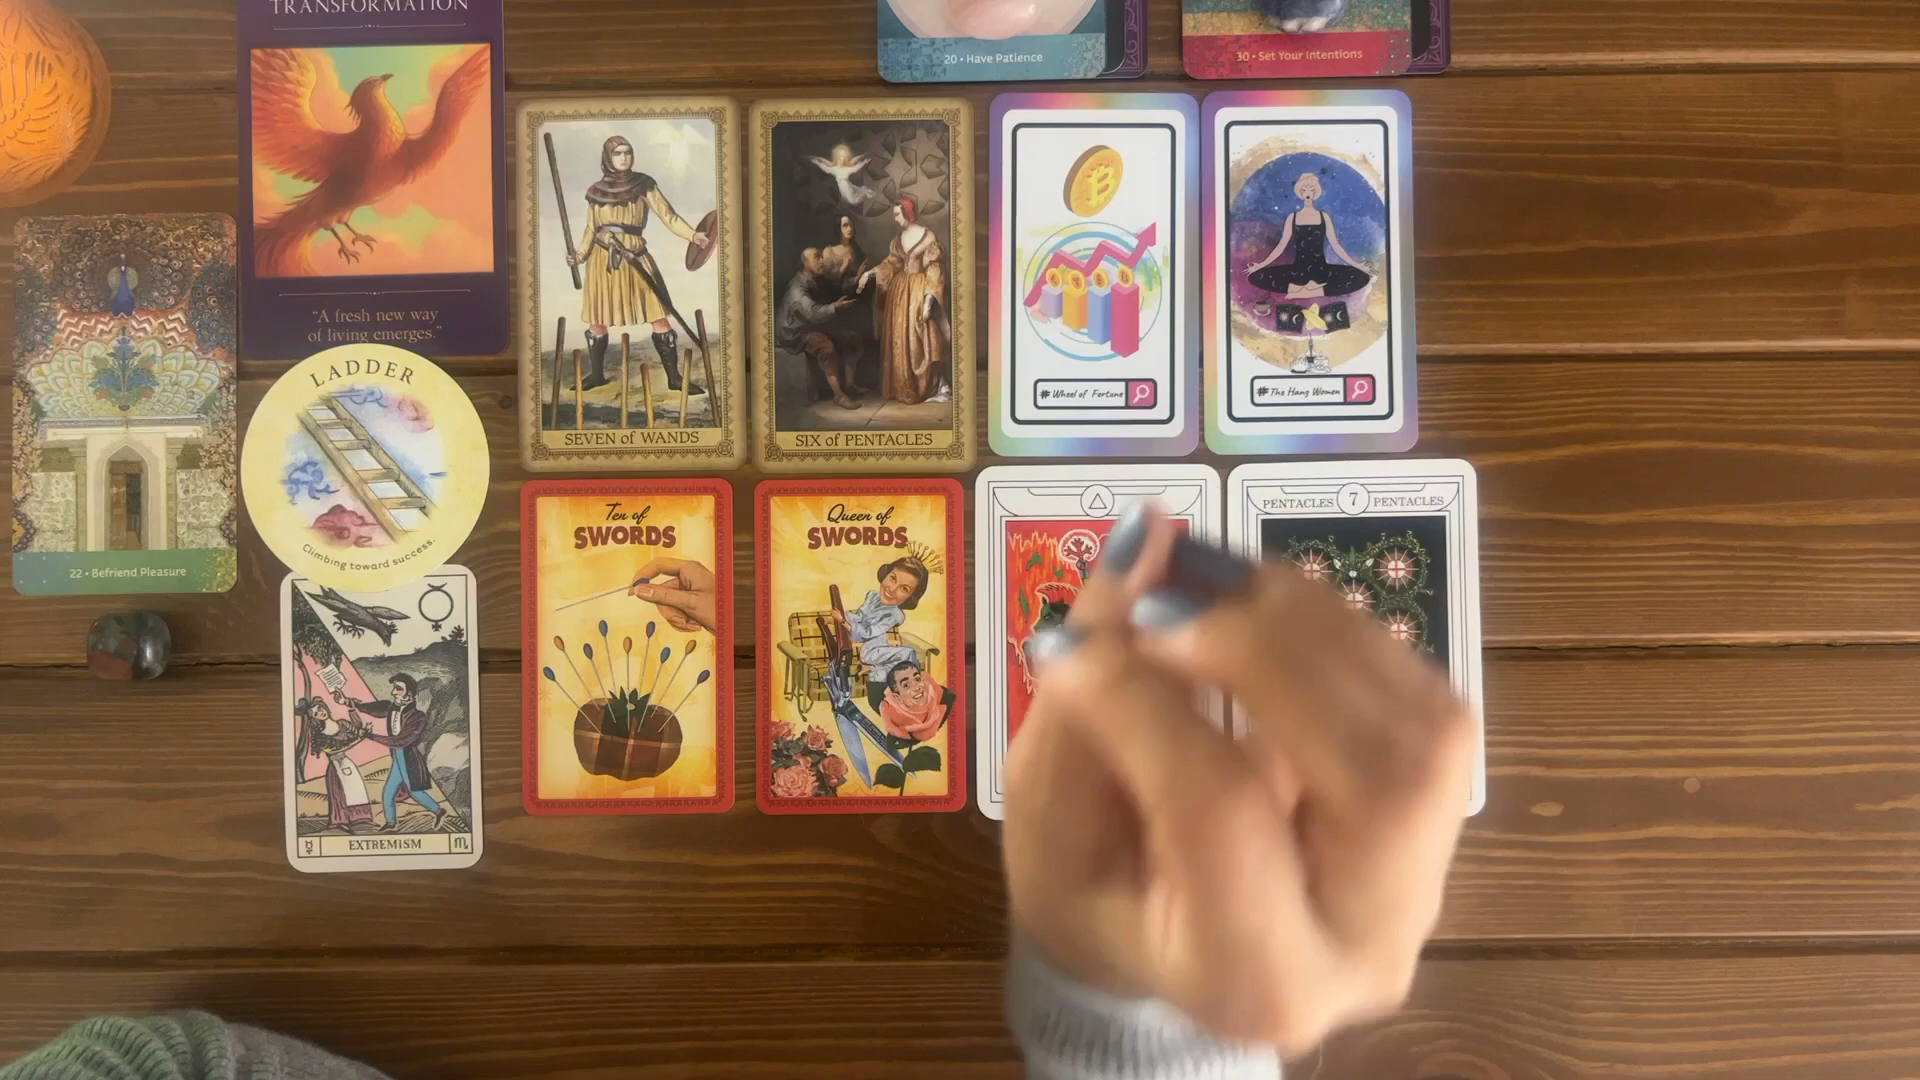 TRANSFORMATION
"A fresh new way
of living emerges."
20 • Have Patience
30 • Set Your Intentions
SEVEN of WANDS
SIX of PENTACLES
# Wheel of Fortune
# The Hang Women
22 • Befriend Pleasure
LADDER
Climbing toward success.
EXTREMISM
Ten of
SWORDS
Queen of
SWORDS
PENTACLES 7 PENTACLES